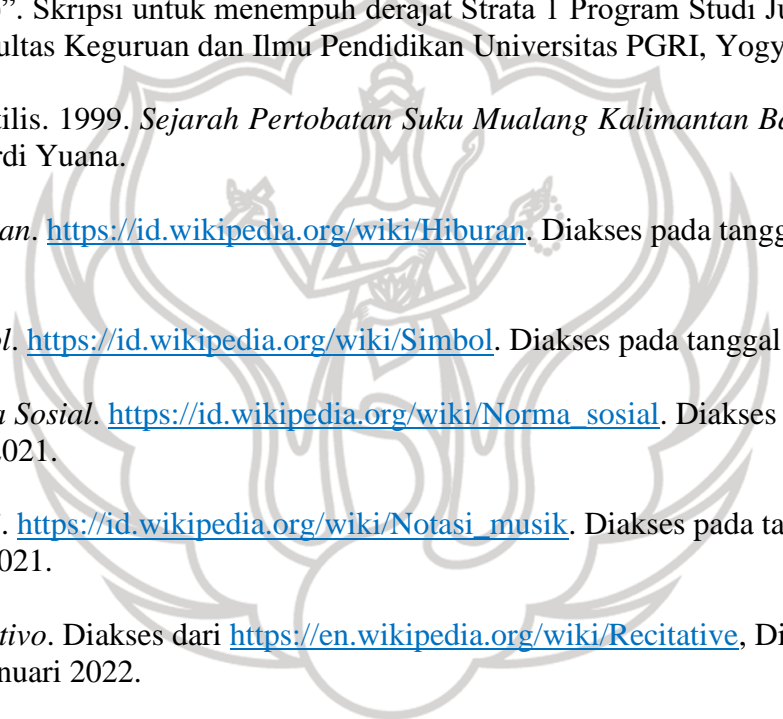 )”. Skripsi untuk menempuh derajat Strata 1 Program Studi Ju
ultas Keguruan dan Ilmu Pendidikan Universitas PGRI, Yogy
tilis. 1999. Sejarah Pertobatan Suku Mualang Kalimantan Ba
rdi Yuana.
an. https://id.wikipedia.org/wiki/Hiburan. Diakses pada tangg
l. https://id.wikipedia.org/wiki/Simbol. Diakses pada tanggal
a Sosial. https://id.wikipedia.org/wiki/Norma_sosial. Diakses
2021.
. https://id.wikipedia.org/wiki/Notasi_musik. Diakses pada ta
021.
tivo. Diakses dari https://en.wikipedia.org/wiki/Recitative, Di
nuari 2022.